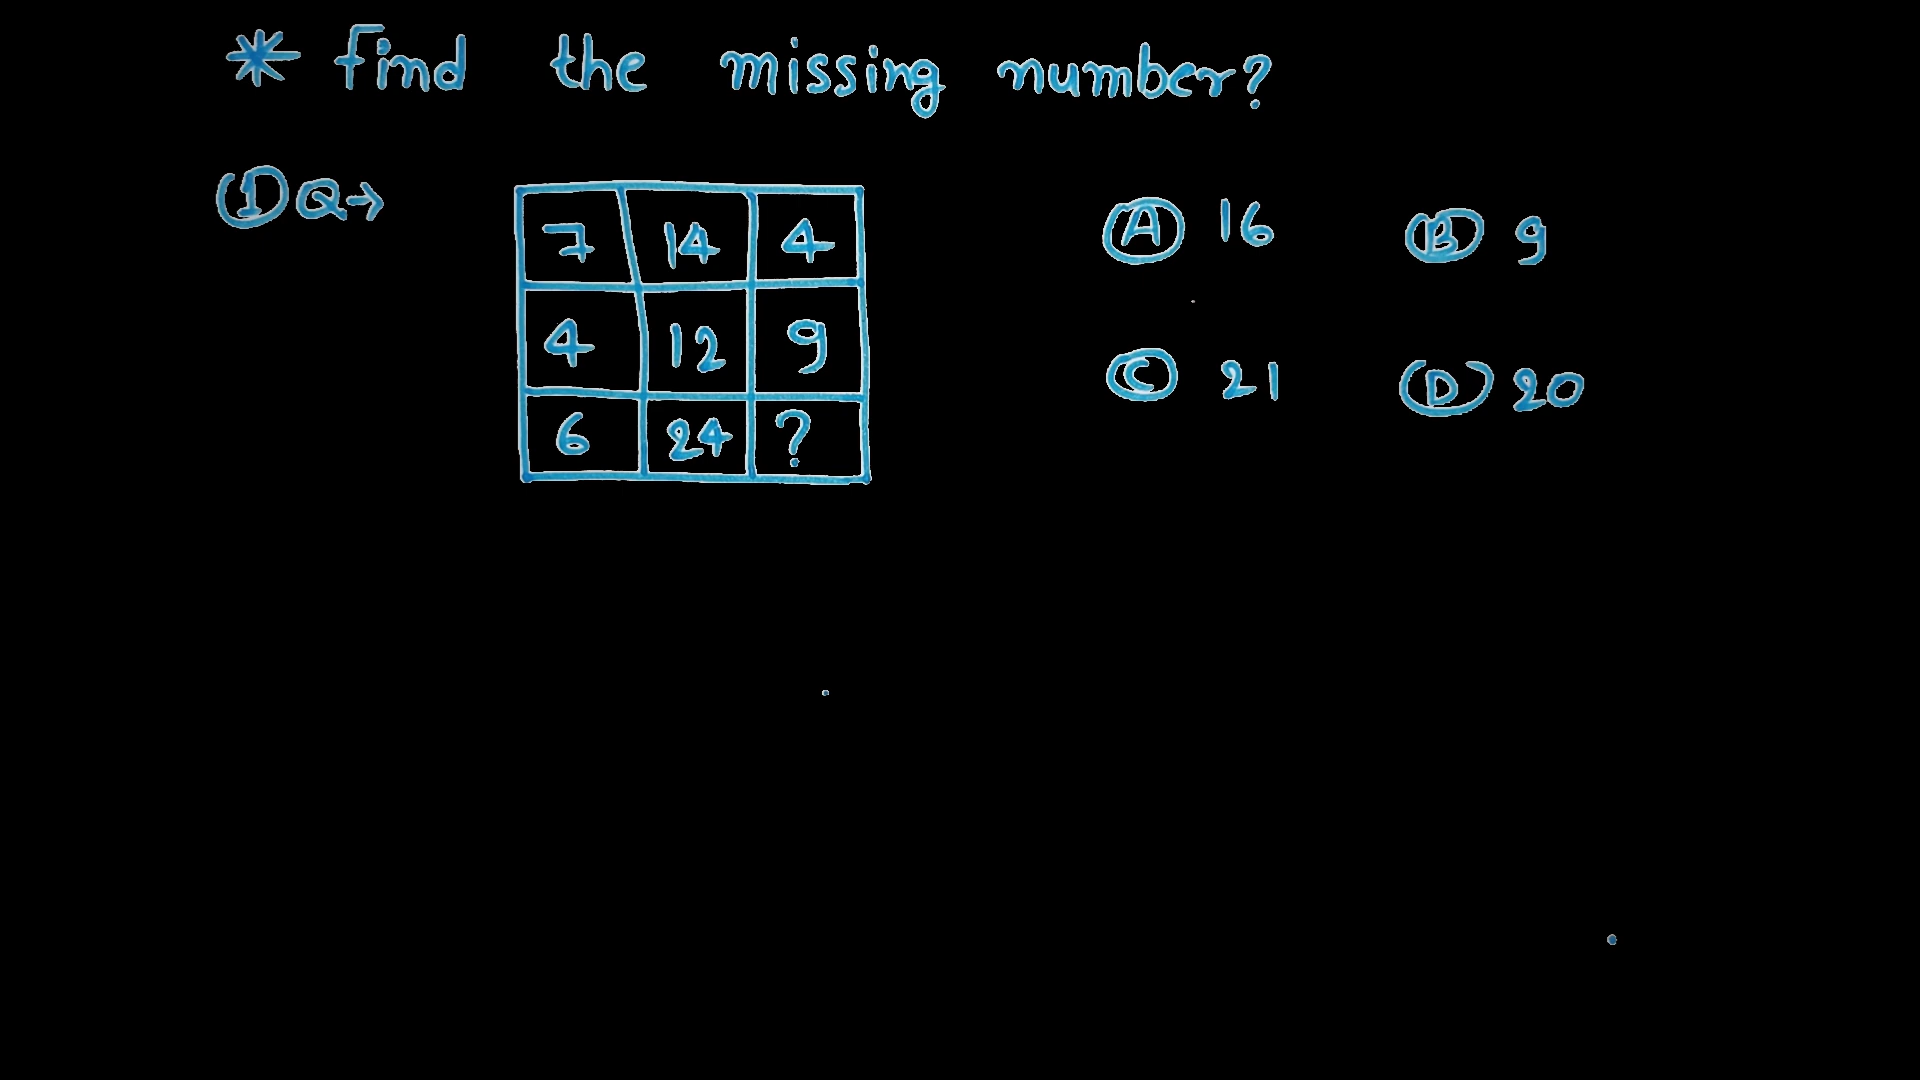 * Find the missing number?
① Q→
7 14 4
4 12 9
6 24 ?
Ⓐ 16 Ⓑ 9
Ⓒ 21 Ⓓ 20